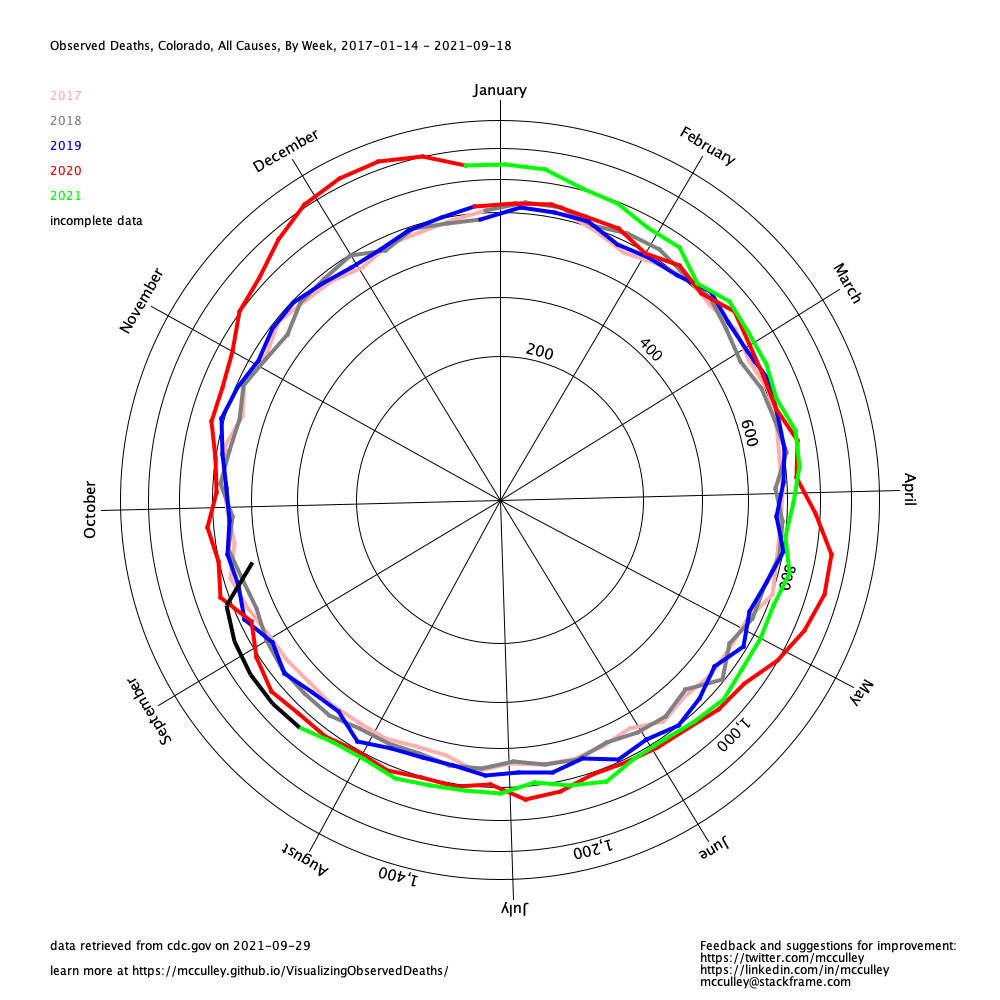 Observed Deaths, Colorado, All Causes, By Week, 2017-01-14 - 2021-09-18
January
2017
2018
2019
2020
2021
incomplete data
December
February
November
March
200
400
600
October
April
800
September
May
1,000
August
1,400
1,200
June
July
data retrieved from cdc.gov on 2021-09-29
learn more at https://mcculley.github.io/VisualizingObservedDeaths/
Feedback and suggestions for improvement:
https://twitter.com/mcculley
https://linkedin.com/in/mcculley
mcculley@stackframe.com